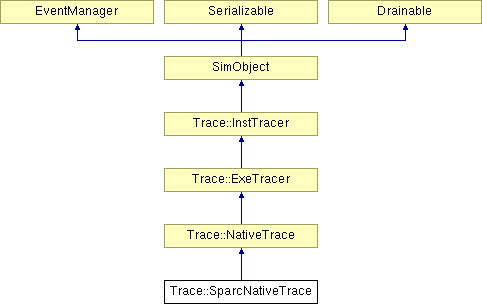 EventManager Serializable Drainable
SimObject
Trace::InstTracer
Trace::ExeTracer
Trace::NativeTrace
Trace::SparcNativeTrace